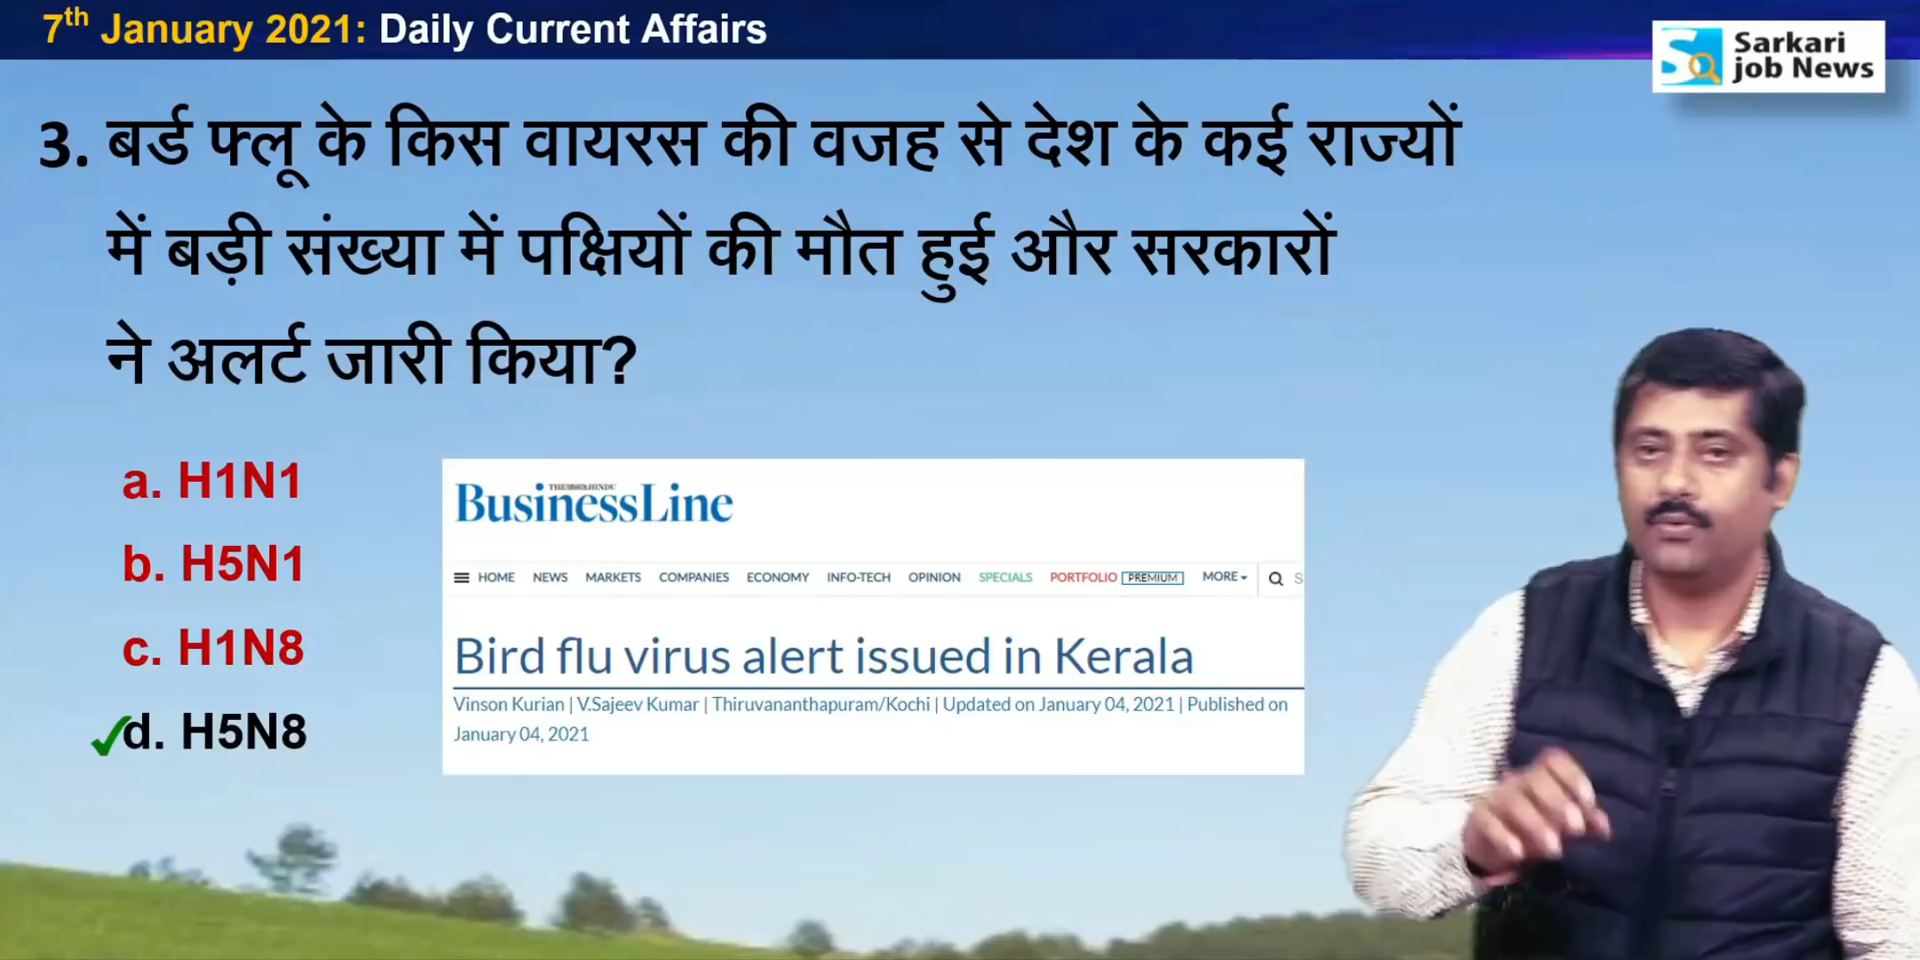 7th January 2021: Daily Current Affairs
Sarkari
job News
3. बर्ड फ्लू के किस वायरस की वजह से देश के कई राज्यों
में बड़ी संख्या में पक्षियों की मौत हुई और सरकारों
ने अलर्ट जारी किया?
a. H1N1
b. H5N1
c. H1N8
d. H5N8
BusinessLine
HOME NEWS MARKETS COMPANIES ECONOMY INFO-TECH OPINION SPECIALS PORTFOLIO PREMIUM MORE S
Bird flu virus alert issued in Kerala
Vinson Kurian | V.Sajeev Kumar | Thiruvananthapuram/Kochi | Updated on January 04, 2021 | Published on
January 04, 2021